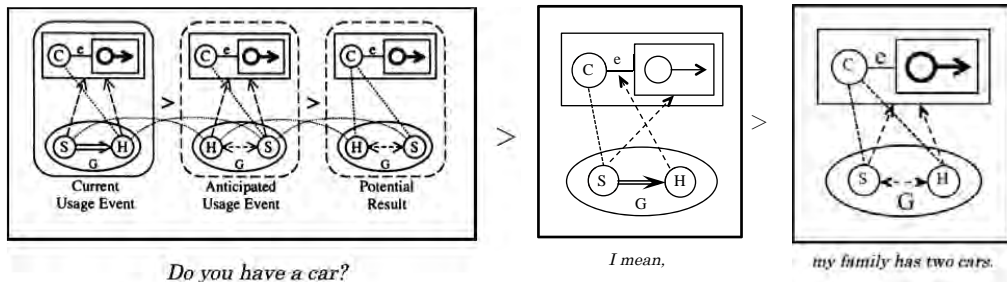 C e
C e
C e
S H
G
H S
G
H S
G
> >
Current
Usage Event
Anticipated
Usage Event
Potential
Result
Do you have a car?
>
C e
S H
G
I mean,
>
C e
S H
G
my family has two cars.